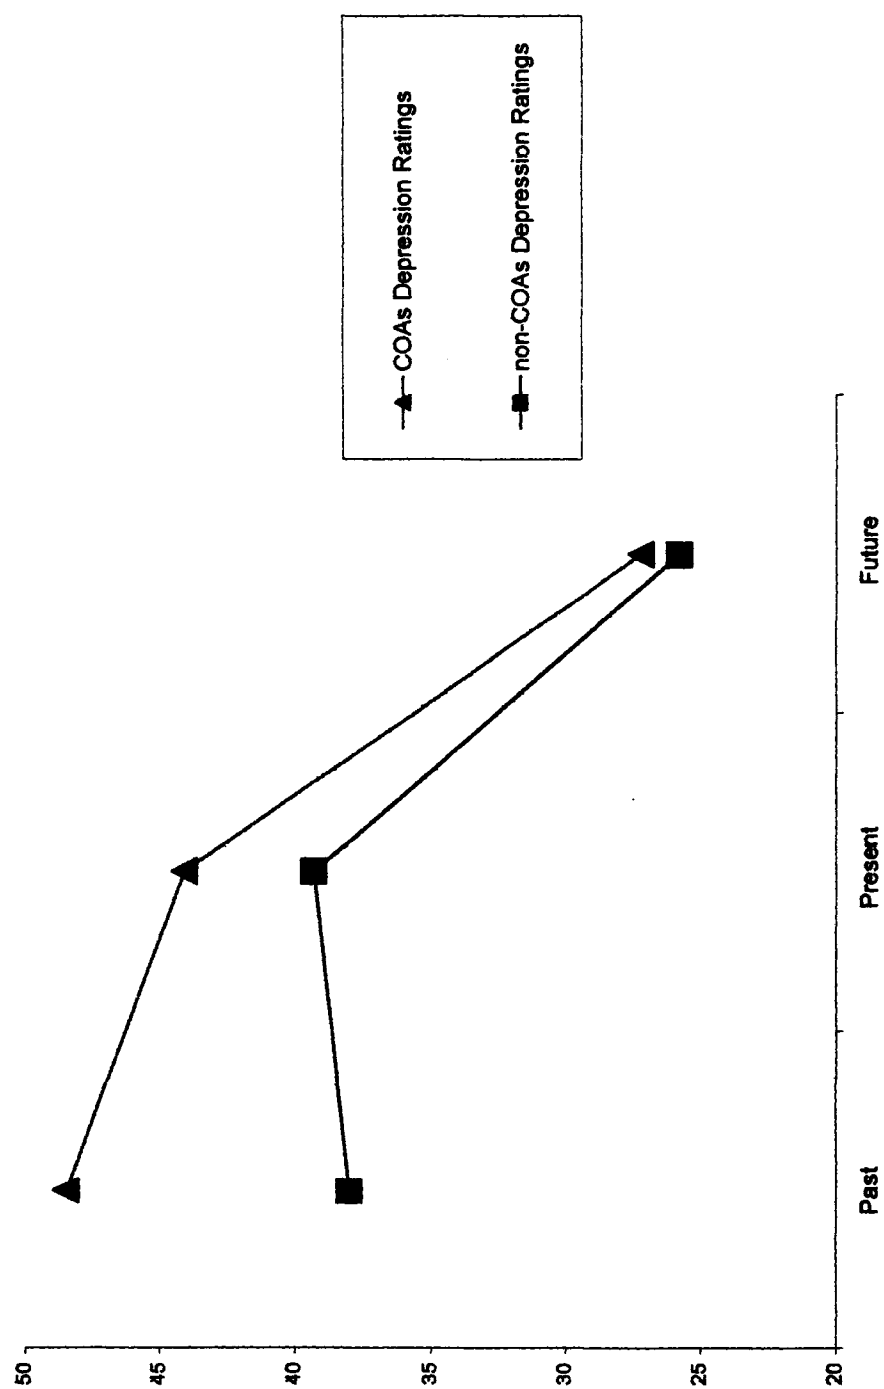 50
45
40
35
30
25
20
Past
Present
Future
COAs Depression Ratings
non-COAs Depression Ratings